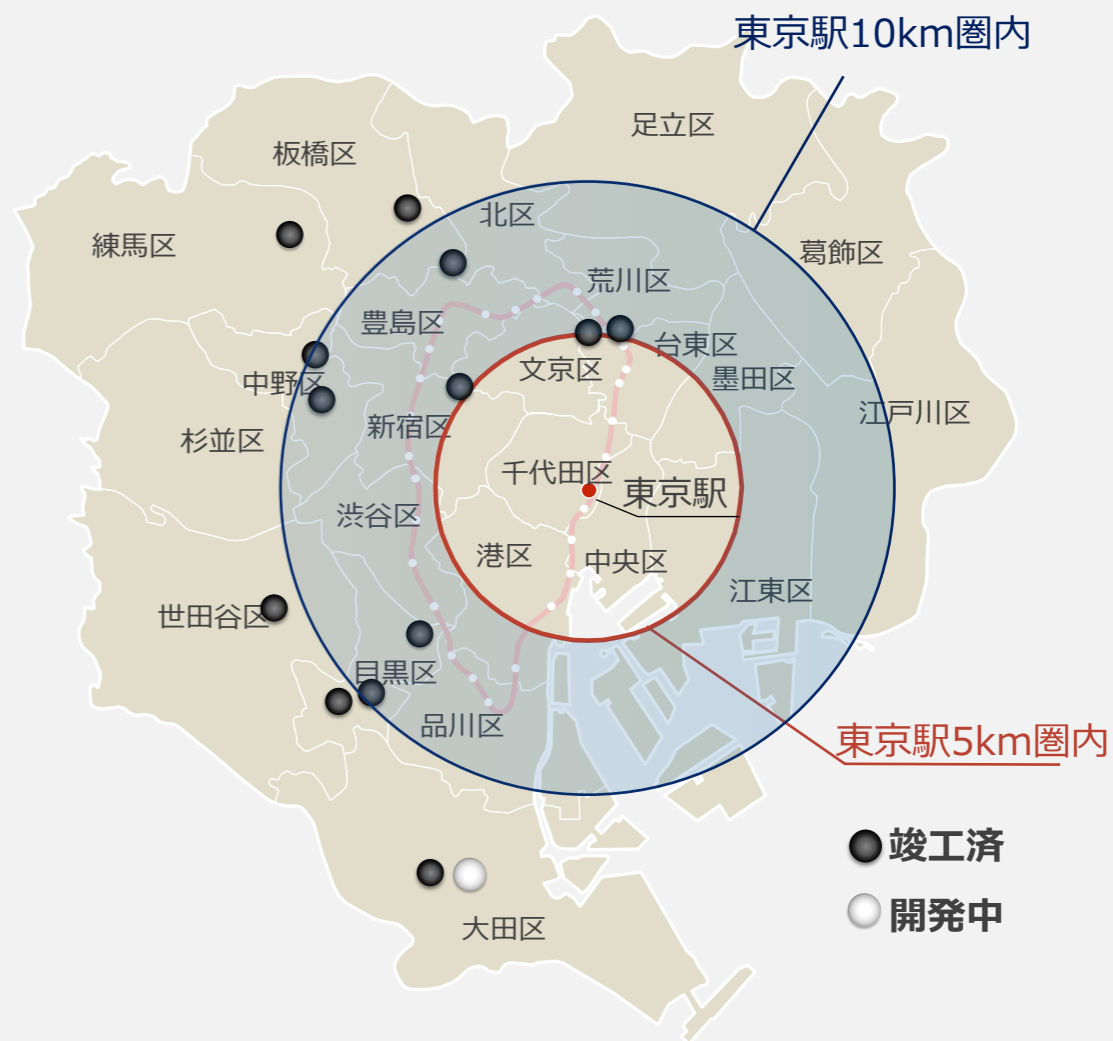 東京駅10km圏内
足立区
板橋区
北区
練馬区
葛飾区
荒川区
豊島区
台東区
文京区
墨田区
中野区
江戸川区
新宿区
杉並区
千代田区
東京駅
渋谷区
港区
中央区
江東区
世田谷区
目黒区
品川区
東京駅5km圏内
竣工済
開発中
大田区